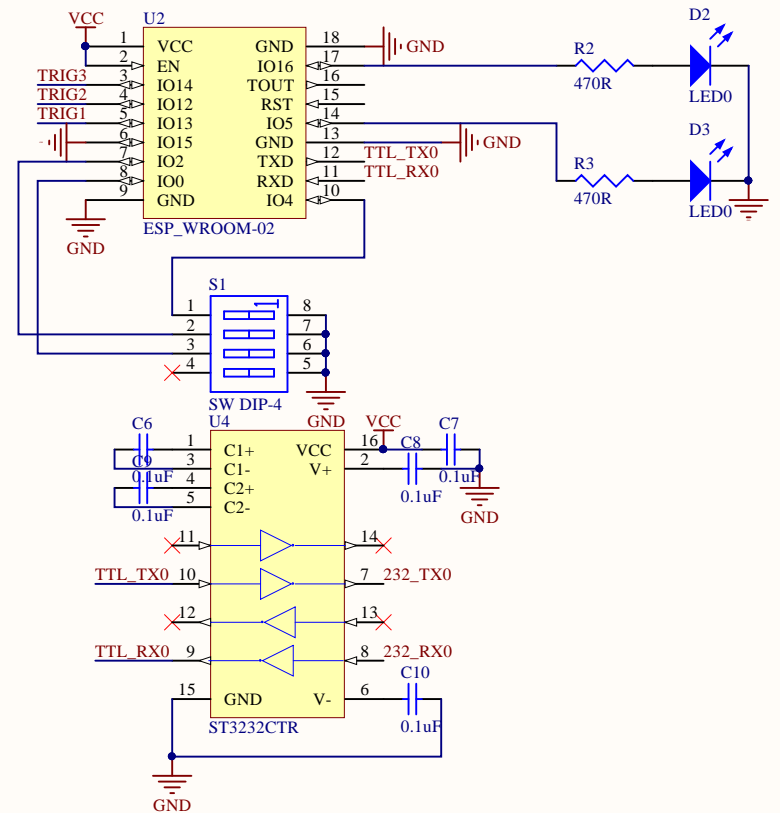 VCC
U2
D2
1 VCC GND 18 GND
2 EN IO16 17
R2
TRIG3 3 IO14 TOUT 16
470R
TRIG2 4 IO12 RST 15
LED0
TRIG1 5 IO13 IO5 14
D3
6 IO15 GND 13 GND
7 IO2 TXD 12 TTL_TX0
R3
8 IO0 RXD 11 TTL_RX0
9 GND IO4 10
470R
LED0
GND
GND
ESP_WROOM-02
S1
1 1 8
2 7
3 6
4 5
SW DIP-4
GND
U4
VCC
C6
C7
1 C1+ VCC 16
C8
3 C1- V+ 2
C9
0.1uF
0.1uF
4 C2+
0.1uF
5 C2-
0.1uF
GND
11 14
TTL_TX0 10 7 232_TX0
12 13
TTL_RX0 9 8 232_RX0
C10
15 GND V- 6
0.1uF
ST3232CTR
GND